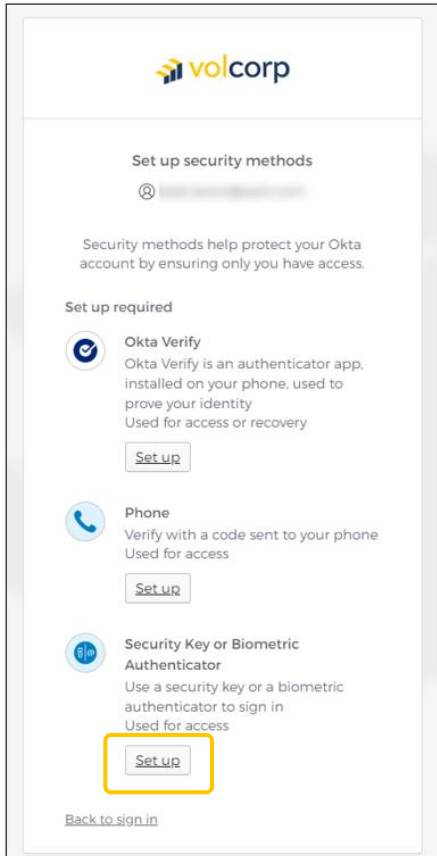 volcorp
Set up security methods
Security methods help protect your Okta
account by ensuring only you have access.
Set up required
Okta Verify
Okta Verify is an authenticator app,
installed on your phone, used to
prove your identity
Used for access or recovery
Set up
Phone
Verify with a code sent to your phone
Used for access
Set up
Security Key or Biometric
Authenticator
Use a security key or a biometric
authenticator to sign in
Used for access
Set up
Back to sign in